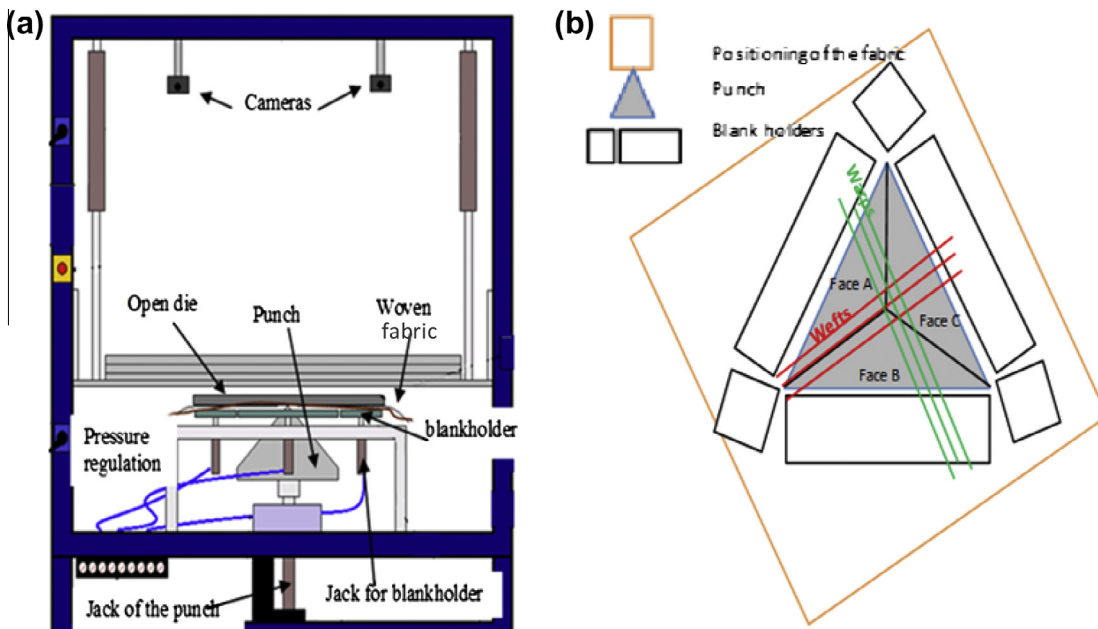 (a)
Cameras
Open die
Punch
Woven
fabric
blankholder
Pressure
regulation
Jack of the punch
Jack for blankholder
(b)
Positioning of the fabric
Punch
Blank holders
Warps
Face A
Wefts
Face C
Face B